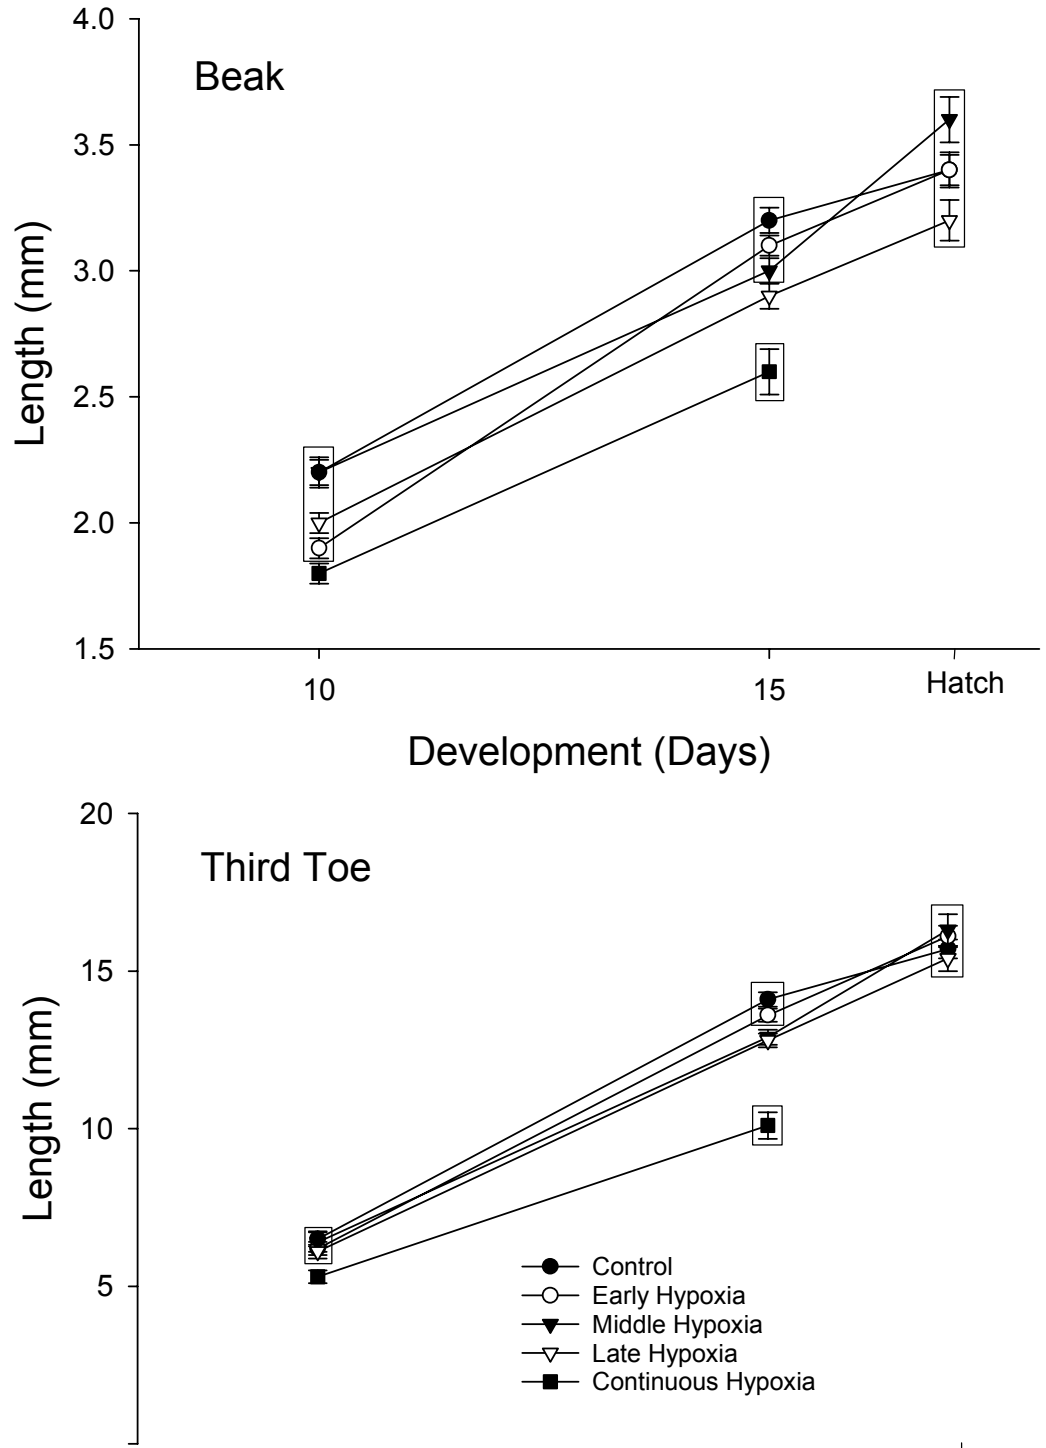 4.0
Beak
3.5
3.0
2.5
2.0
1.5
Length (mm)
10
15
Hatch
Development (Days)
20
Third Toe
15
10
5
Length (mm)
Control
Early Hypoxia
Middle Hypoxia
Late Hypoxia
Continuous Hypoxia